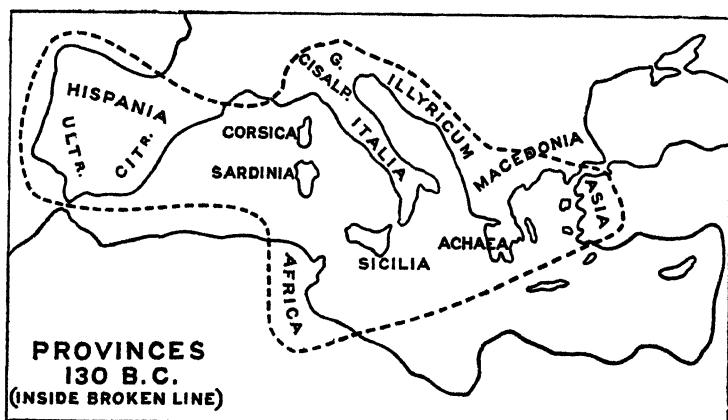 HISPANIA
ULTR.
CITR.
CORSICA
SARDINIA
G.
CISALP.
ITALIA
ILLYRICUM
MACEDONIA
ASIA
ACHAEA
SICILIA
AFRICA
PROVINCES
130 B.C.
(INSIDE BROKEN LINE)